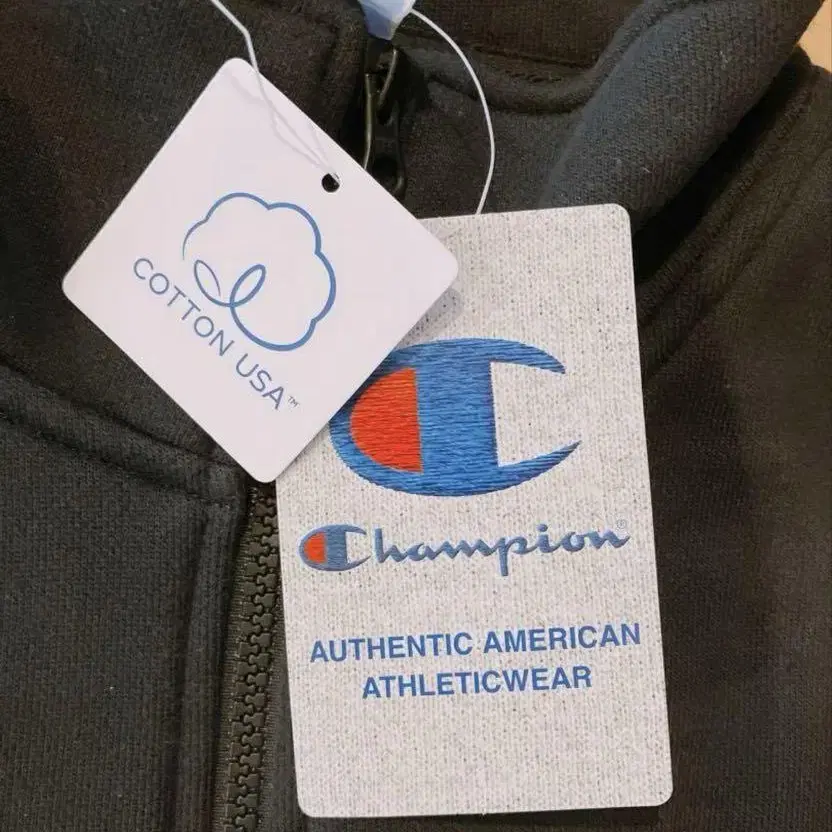 COTTON USA™
Champion®
AUTHENTIC AMERICAN
ATHLETICWEAR